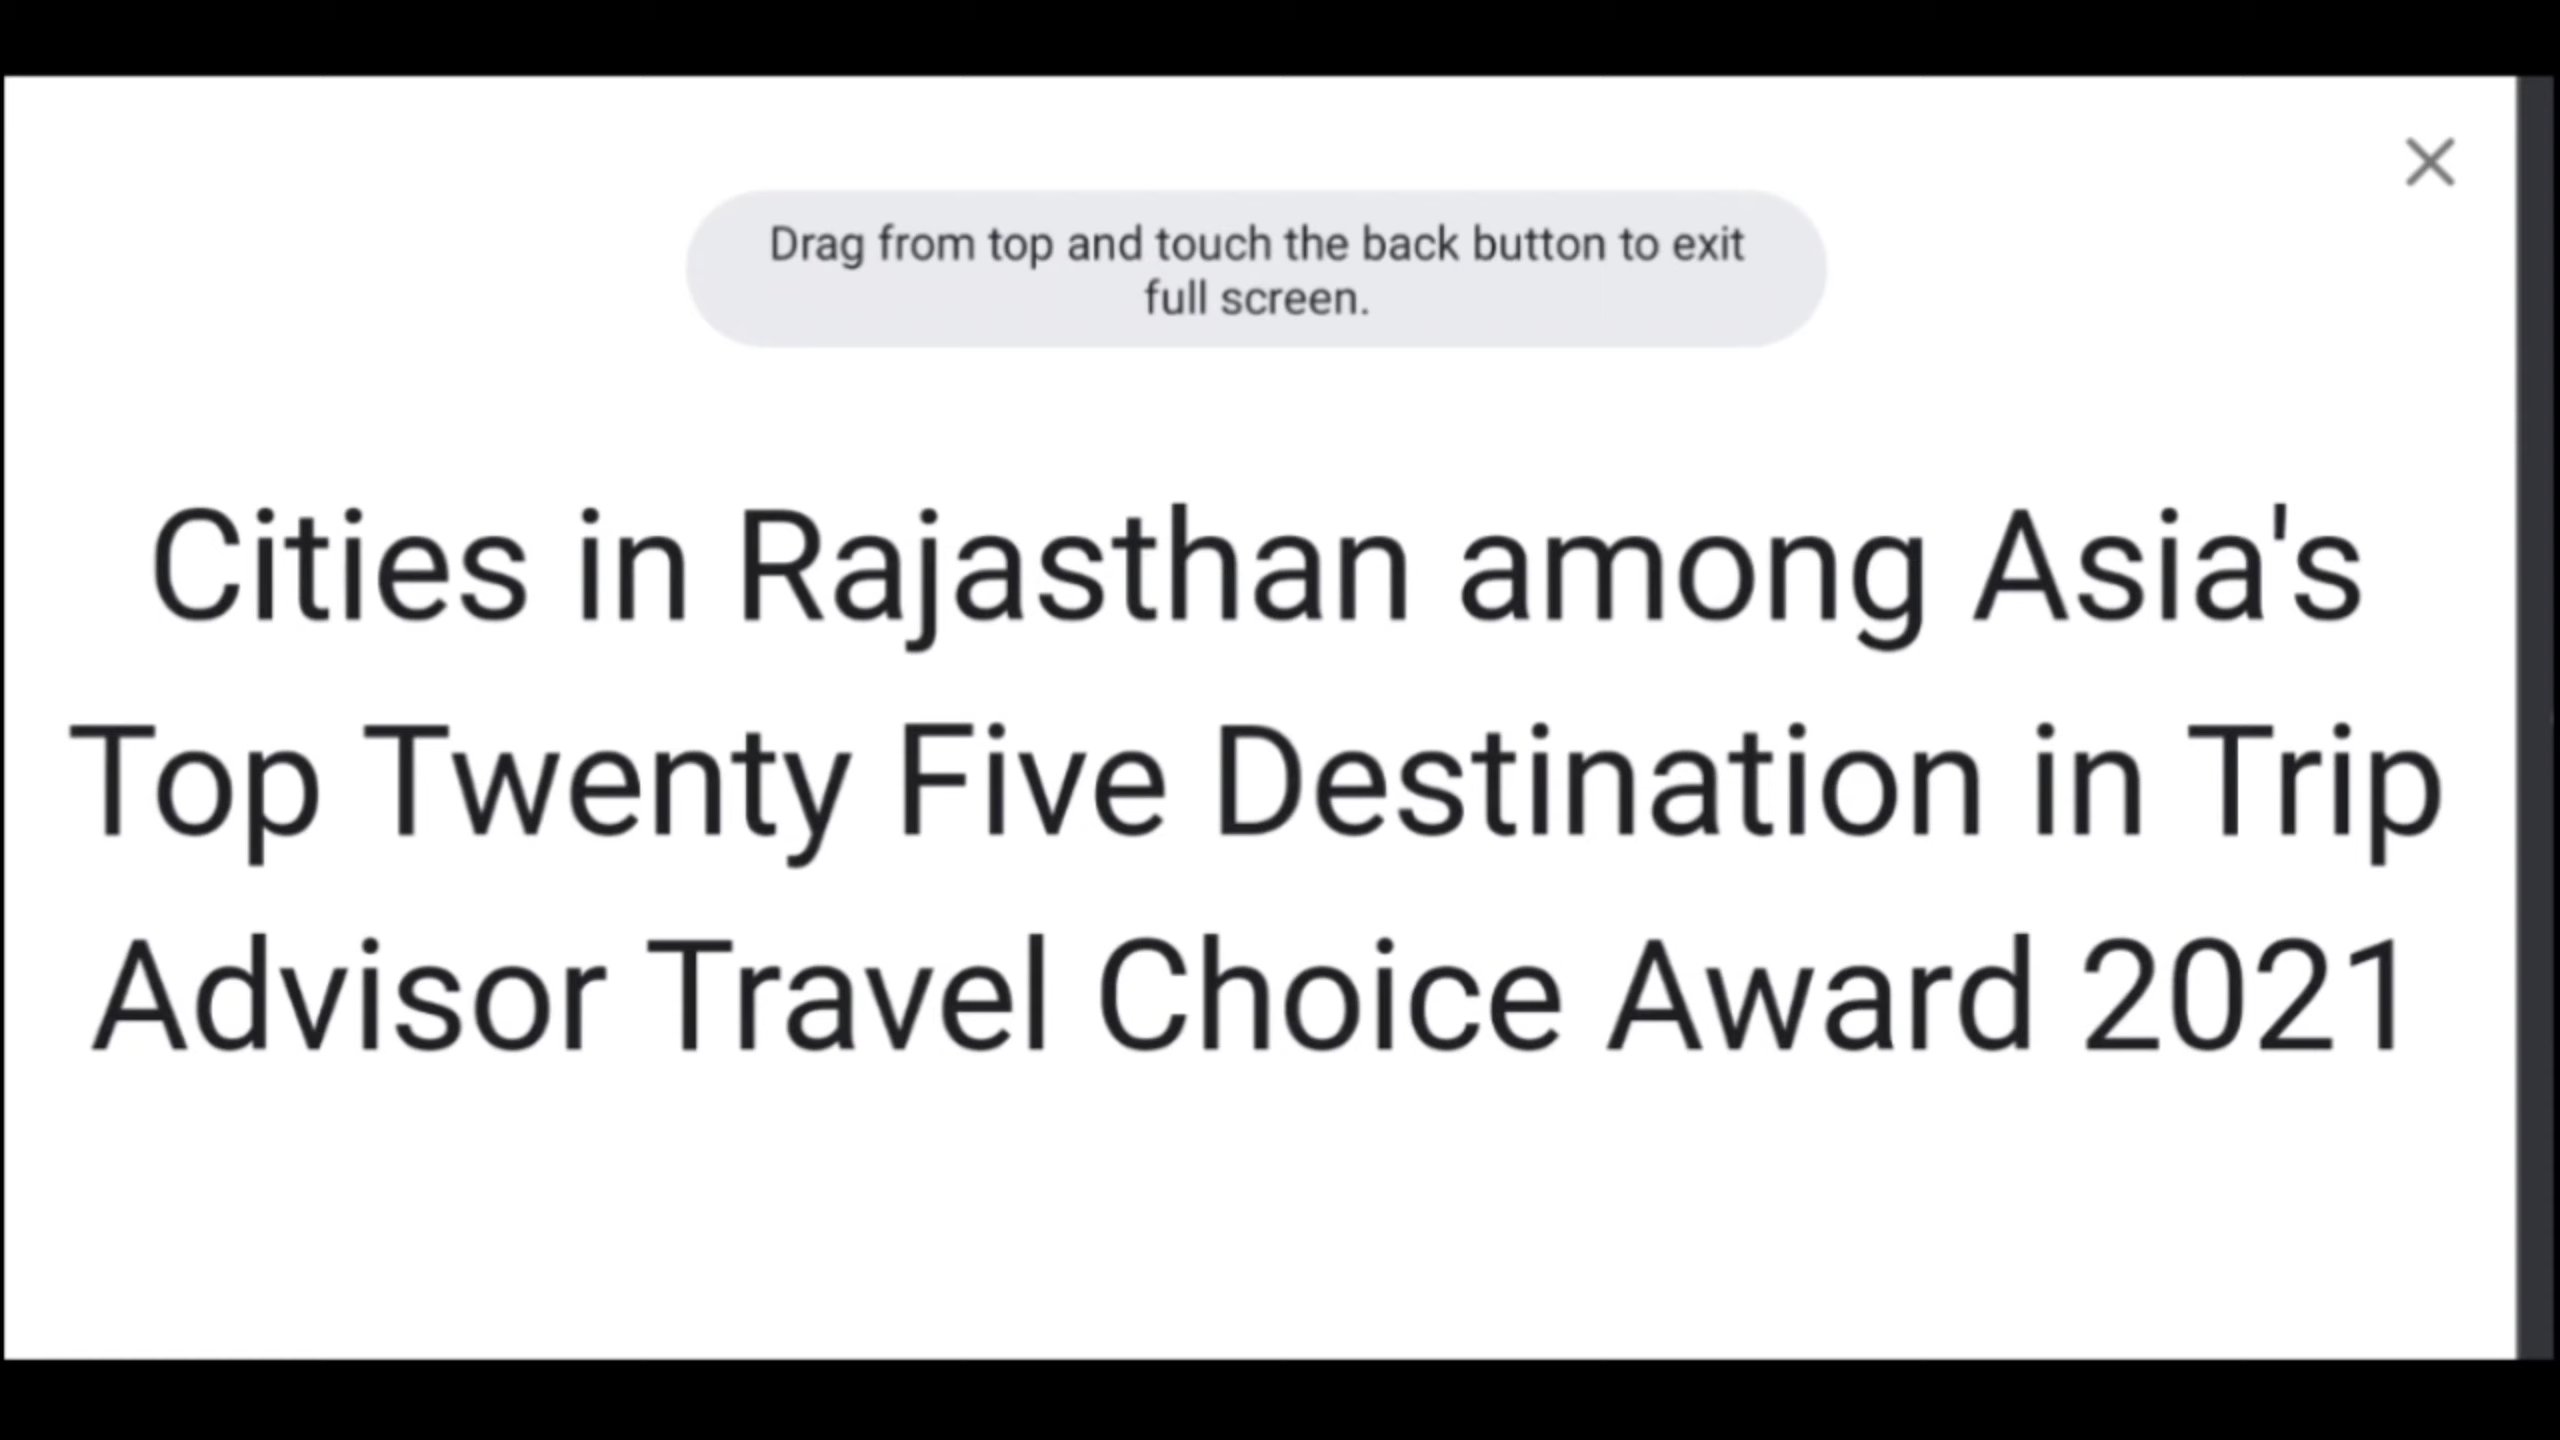 Drag from top and touch the back button to exit
full screen.
Cities in Rajasthan among Asia's
Top Twenty Five Destination in Trip
Advisor Travel Choice Award 2021